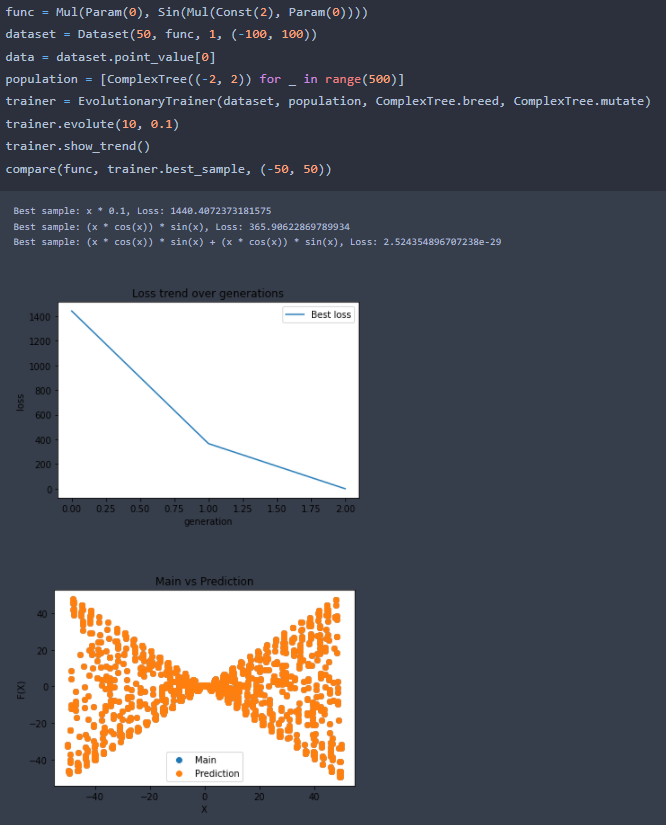 func = Mul(Param(0), Sin(Mul(Const(2), Param(0))))
dataset = Dataset(50, func, 1, (-100, 100))
data = dataset.point_value[0]
population = [ComplexTree((-2, 2)) for _ in range(500)]
trainer = EvolutionaryTrainer(dataset, population, ComplexTree.breed, ComplexTree.mutate)
trainer.evolute(10, 0.1)
trainer.show_trend()
compare(func, trainer.best_sample, (-50, 50))
Best sample: x * 0.1, Loss: 1440.4072373181575
Best sample: (x * cos(x)) * sin(x), Loss: 365.90622869789934
Best sample: (x * cos(x)) * sin(x) + (x * cos(x)) * sin(x), Loss: 2.524354896707238e-29
Loss trend over generations
Best loss
1400
1200
1000
800
600
400
200
0
loss
0.00 0.25 0.50 0.75 1.00 1.25 1.50 1.75 2.00
generation
Main vs Prediction
40
20
0
−20
−40
F(X)
Main
Prediction
−40 −20 0 20 40
X